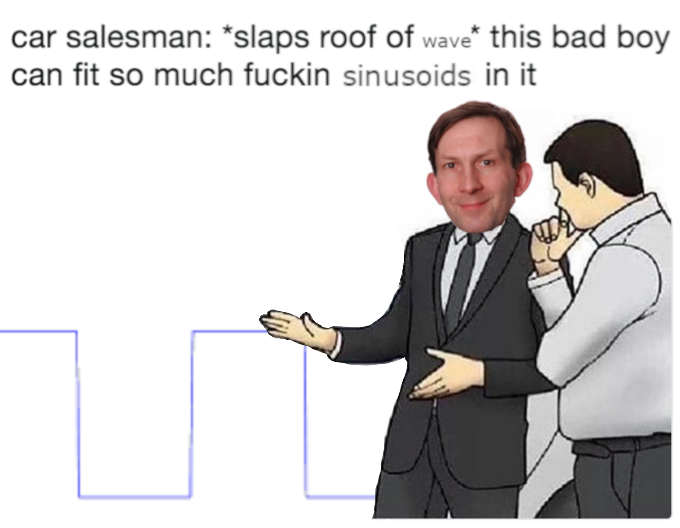 car salesman: *slaps roof of wave* this bad boy
can fit so much fuckin sinusoids in it